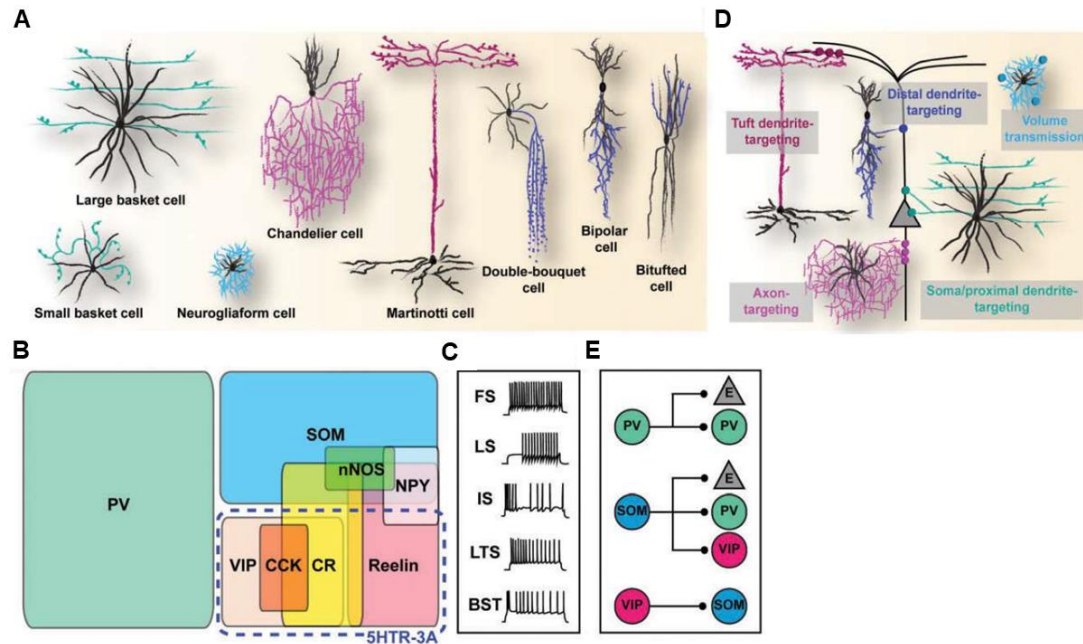 A
Large basket cell
Chandelier cell
Small basket cell
Neurogliaform cell
Martinotti cell
Double-bouquet
cell
Bipolar
cell
Bitufted
cell
D
Tuft dendrite-
targeting
Distal dendrite-
targeting
Volume
transmission
Axon-
targeting
Soma/proximal dendrite-
targeting
B
PV
SOM
nNOS
NPY
VIP
CCK
CR
Reelin
5HTR-3A
C
FS
LS
IS
LTS
BST
E
PV
E
PV
SOM
E
PV
VIP
VIP
SOM